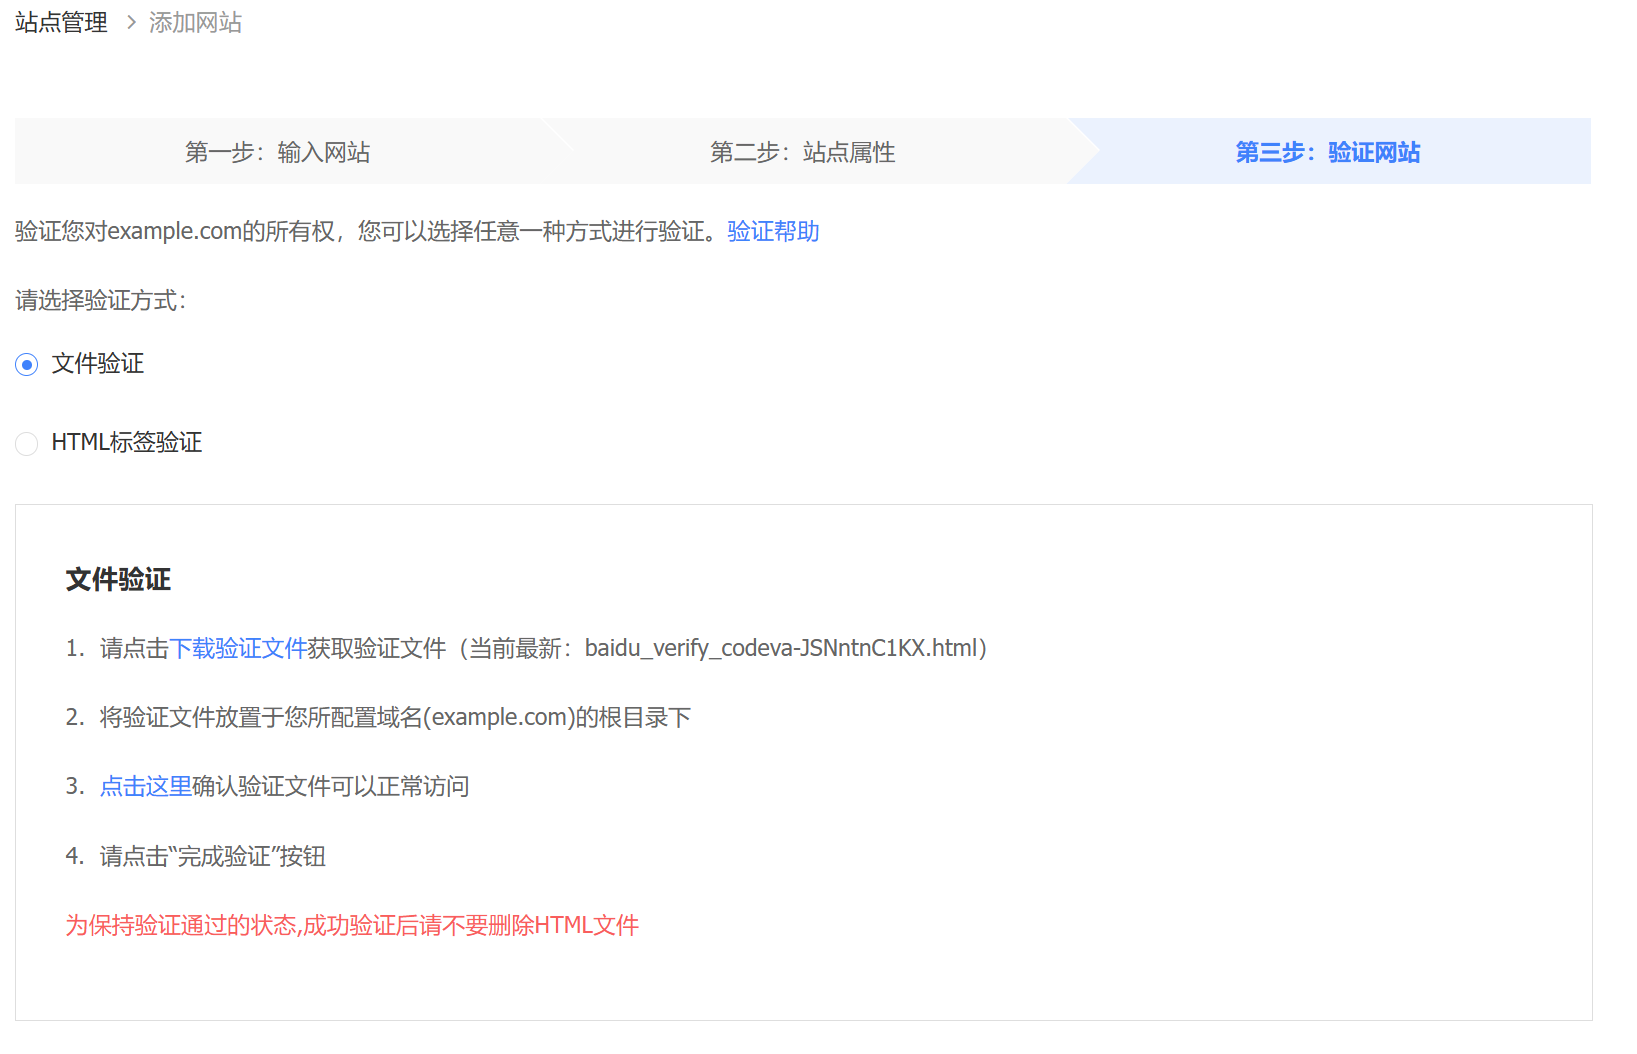 站点管理 > 添加网站
第一步：输入网站
第二步：站点属性
第三步：验证网站
验证您对example.com的所有权，您可以选择任意一种方式进行验证。验证帮助
请选择验证方式：
文件验证
HTML标签验证
文件验证
1. 请点击下载验证文件获取验证文件（当前最新：baidu_verify_codeva-JSNntnC1KX.html）
2. 将验证文件放置于您所配置域名(example.com)的根目录下
3. 点击这里确认验证文件可以正常访问
4. 请点击“完成验证”按钮
为保持验证通过的状态,成功验证后请不要删除HTML文件